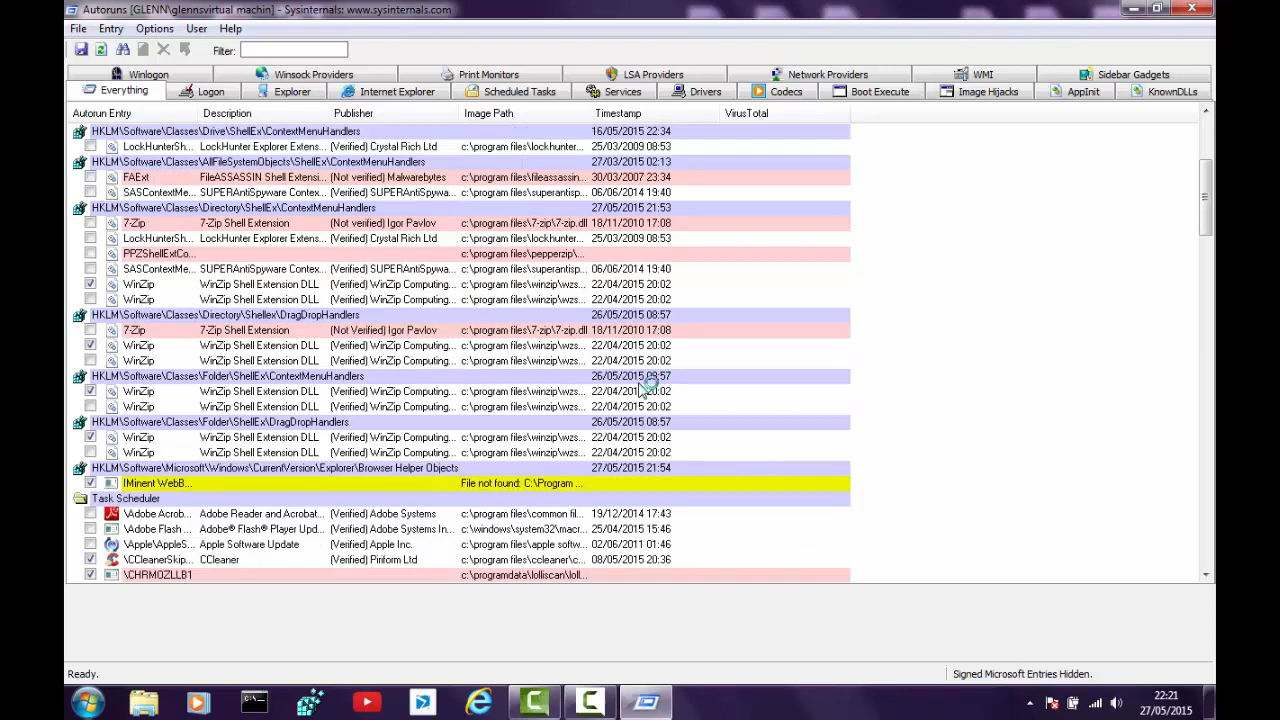 Autoruns [GLENN\glennsvirtual machin] - Sysinternals: www.sysinternals.com
File Entry Options User Help
Filter:
Winlogon Winsock Providers Print Monitors LSA Providers Network Providers WMI Sidebar Gadgets
Everything Logon Explorer Internet Explorer Scheduled Tasks Services Drivers Codecs Boot Execute Image Hijacks AppInit KnownDLLs
Autorun Entry Description Publisher Image Path Timestamp VirusTotal
HKLM\Software\Classes\Drive\ShellEx\ContextMenuHandlers 16/05/2015 22:34
LockHunterSh... LockHunter Explorer Extens... (Verified) Crystal Rich Ltd c:\program files\lockhunter... 25/03/2009 08:53
HKLM\Software\Classes\AllFileSystemObjects\ShellEx\ContextMenuHandlers 27/03/2015 02:13
FAExt FileASSASSIN Shell Extensi... (Not verified) Malwarebytes c:\program files\fileassassin... 30/03/2007 23:34
SASContextMe... SUPERAntiSpyware Contex... (Verified) SUPERAntiSpywa... c:\program files\superantisp... 06/06/2014 19:40
HKLM\Software\Classes\Directory\ShellEx\ContextMenuHandlers 27/05/2015 21:53
7-Zip 7-Zip Shell Extension (Not verified) Igor Pavlov c:\program files\7-zip\7-zip.dll 18/11/2010 17:08
LockHunterSh... LockHunter Explorer Extens... (Verified) Crystal Rich Ltd c:\program files\lockhunter... 25/03/2009 08:53
PPZShellExtCo... c:\program files\pepperzip\...
SASContextMe... SUPERAntiSpyware Contex... (Verified) SUPERAntiSpywa... c:\program files\superantisp... 06/06/2014 19:40
WinZip WinZip Shell Extension DLL (Verified) WinZip Computing... c:\program files\winzip\wzs... 22/04/2015 20:02
WinZip WinZip Shell Extension DLL (Verified) WinZip Computing... c:\program files\winzip\wzs... 22/04/2015 20:02
HKLM\Software\Classes\Directory\Shellex\DragDropHandlers 26/05/2015 08:57
7-Zip 7-Zip Shell Extension (Not Verified) Igor Pavlov c:\program files\7-zip\7-zip.dll 18/11/2010 17:08
WinZip WinZip Shell Extension DLL (Verified) WinZip Computing... c:\program files\winzip\wzs... 22/04/2015 20:02
WinZip WinZip Shell Extension DLL (Verified) WinZip Computing... c:\program files\winzip\wzs... 22/04/2015 20:02
HKLM\Software\Classes\Folder\ShellEx\ContextMenuHandlers 26/05/2015
WinZip WinZip Shell Extension DLL (Verified) WinZip Computing... c:\program files\winzip\wzs...
WinZip WinZip Shell Extension DLL (Verified) WinZip Computing... c:\program files\winzip\wzs... 22/04/2015 20:02
HKLM\Software\Classes\Folder\ShellEx\DragDropHandlers 26/05/2015 08:57
WinZip WinZip Shell Extension DLL (Verified) WinZip Computing... c:\program files\winzip\wzs... 22/04/2015 20:02
WinZip WinZip Shell Extension DLL (Verified) WinZip Computing... c:\program files\winzip\wzs... 22/04/2015 20:02
HKLM\Software\Microsoft\Windows\CurrentVersion\Explorer\Browser Helper Objects 27/05/2015 21:54
IMinent WebB... File not found: C:\Program ...
Task Scheduler
\Adobe Acrob... Adobe Reader and Acrobat... (Verified) Adobe Systems c:\program files\common fil... 19/12/2014 17:43
\Adobe Flash ... Adobe® Flash® Player Upd... (Verified) Adobe Systems In... c:\windows\system32\macr... 25/04/2015 15:46
\Apple\AppleS... Apple Software Update (Verified) Apple Inc. c:\program files\apple softw... 02/06/2011 01:46
\CCleanerSkip... CCleaner (Verified) Piriform Ltd c:\program files\ccleaner\c... 08/05/2015 20:36
\CHRMOZLLB1 c:\programdata\lolliscan\loll...
Ready. Signed Microsoft Entries Hidden.
22:21
27/05/2015